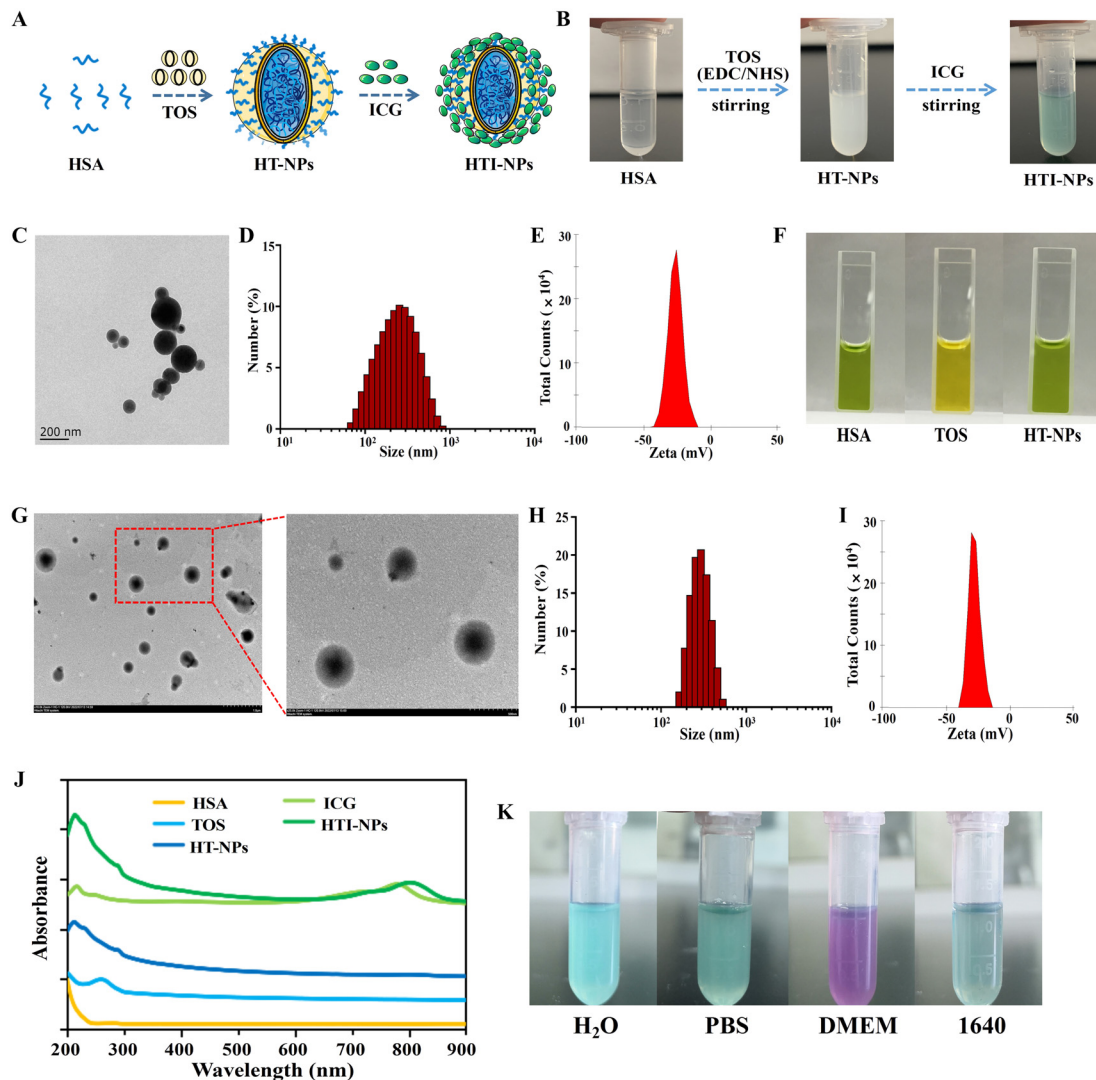 A
TOS
ICG
HSA
HT-NPs
HTI-NPs
B
TOS
(EDC/NHS)
stirring
ICG
stirring
HSA
HT-NPs
HTI-NPs
C
200 nm
D
15
10
5
0
10¹ 10² 10³ 10⁴
Number (%)
Size (nm)
E
30
20
10
0
-100 -50 0 50
Total Counts (× 10⁴)
Zeta (mV)
F
HSA TOS HT-NPs
G
H
25
20
15
10
5
0
10¹ 10² 10³ 10⁴
Number (%)
Size (nm)
I
30
20
10
0
-100 -50 0 50
Total Counts (× 10⁴)
Zeta (mV)
J
HSA
TOS
HT-NPs
ICG
HTI-NPs
Absorbance
200 300 400 500 600 700 800 900
Wavelength (nm)
K
H₂O PBS DMEM 1640